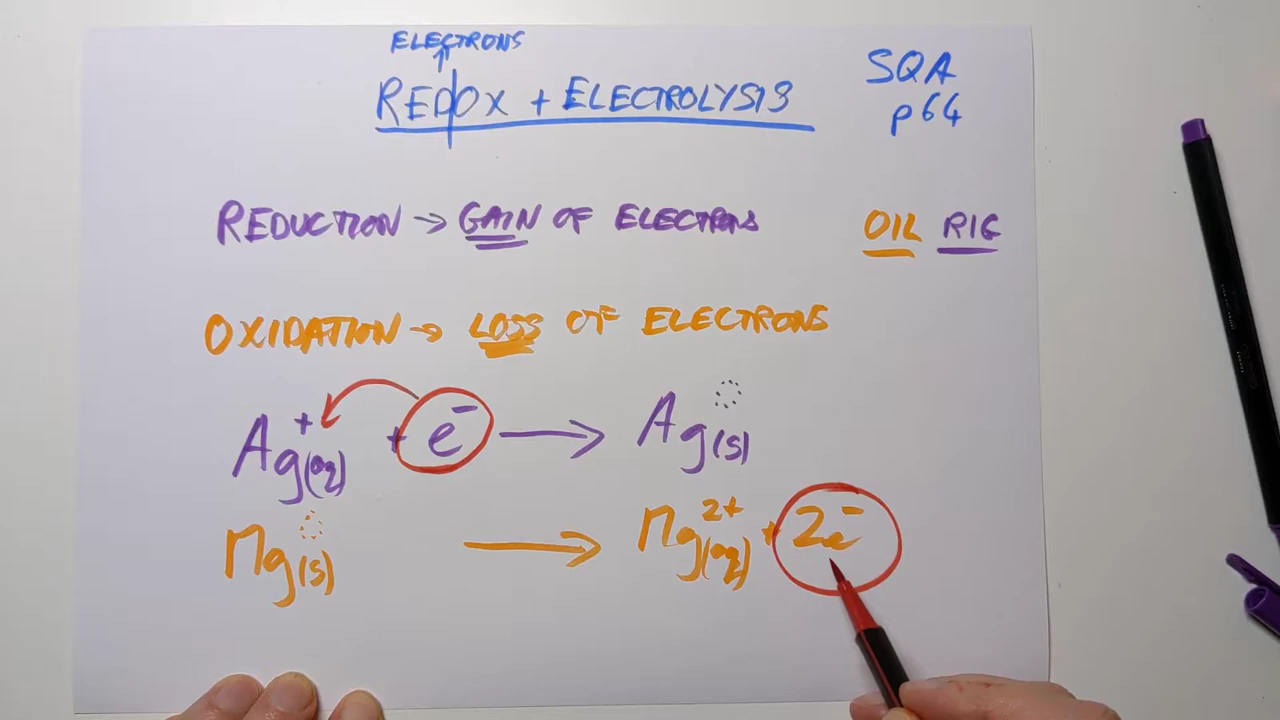 ELECTRONS
↑
REDOX + ELECTROLYSIS
SQA
p64
REDUCTION → GAIN OF ELECTRONS
OIL RIG
OXIDATION → LOSS OF ELECTRONS
Ag⁺(aq) + e⁻ → Ag(s)
Mg(s) → Mg²⁺(aq) + 2e⁻